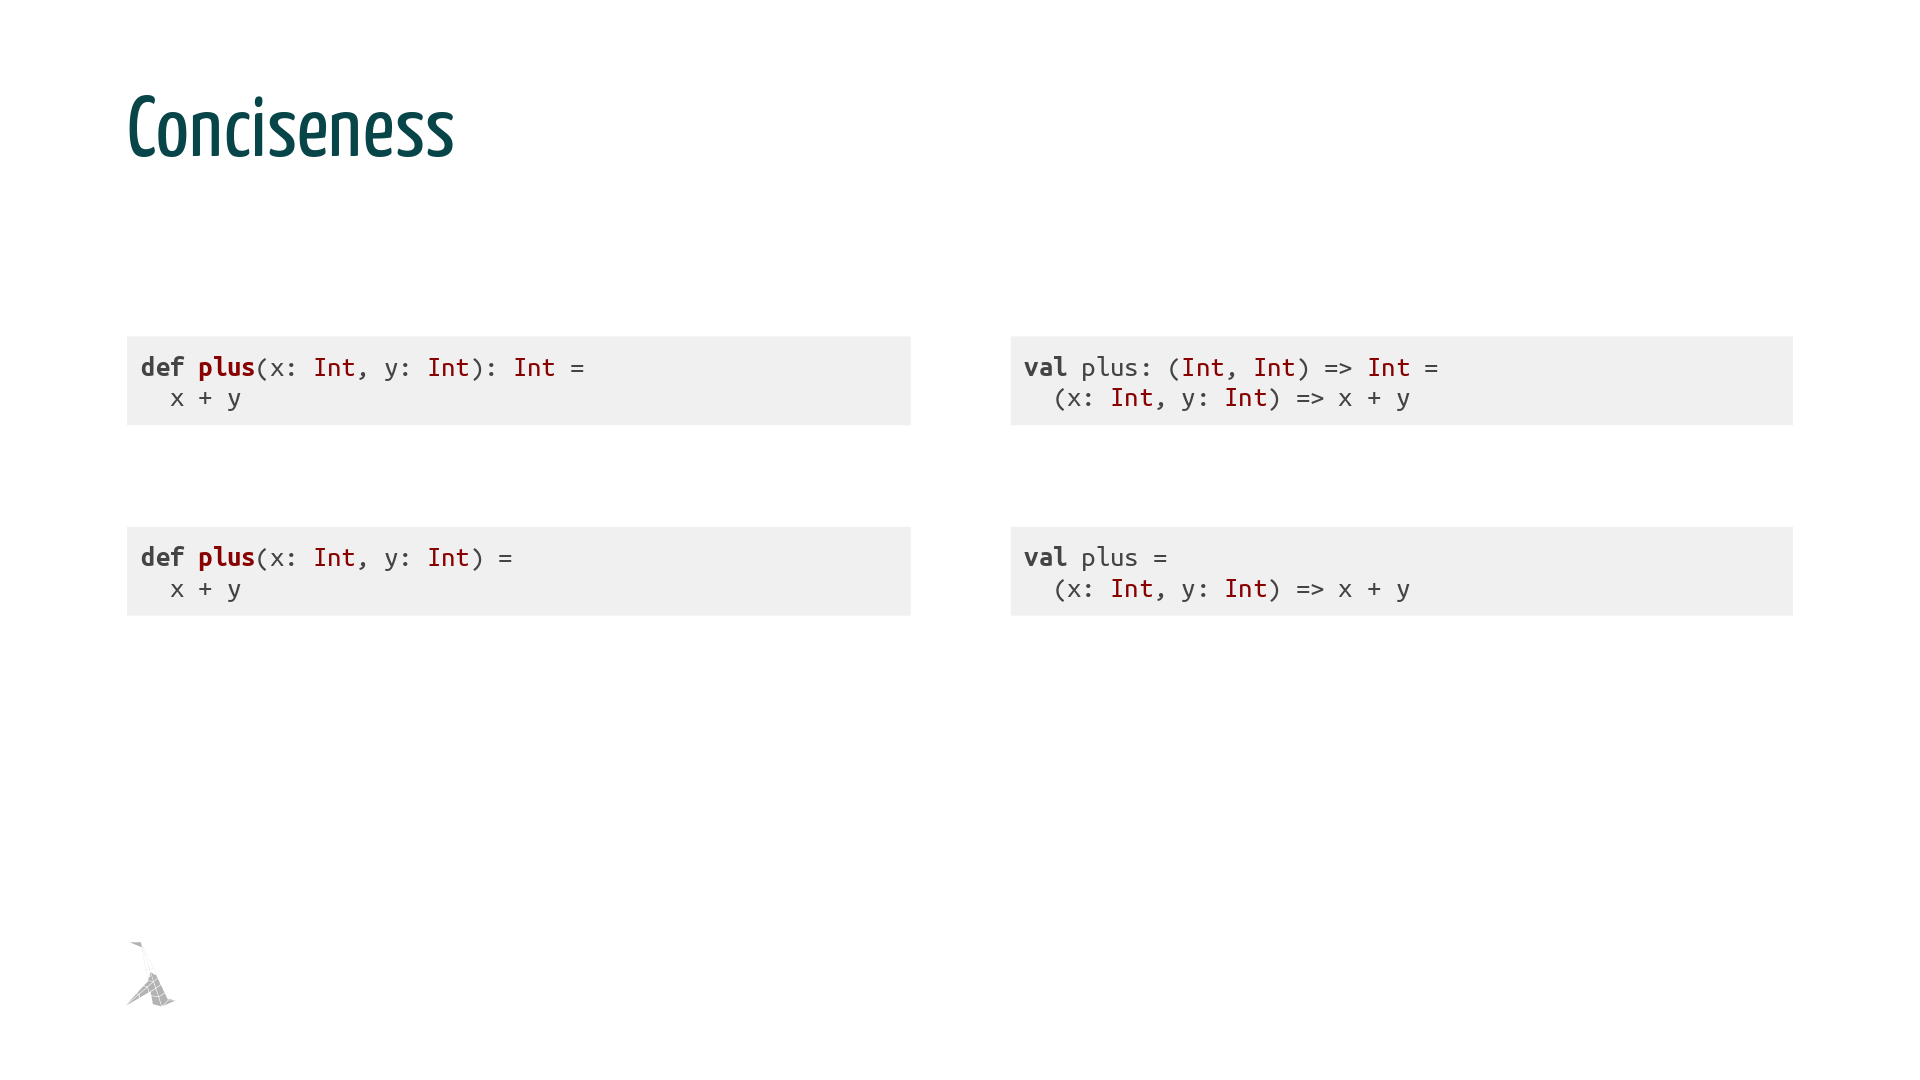 Conciseness
def plus(x: Int, y: Int): Int =
  x + y
val plus: (Int, Int) => Int =
  (x: Int, y: Int) => x + y
def plus(x: Int, y: Int) =
  x + y
val plus =
  (x: Int, y: Int) => x + y